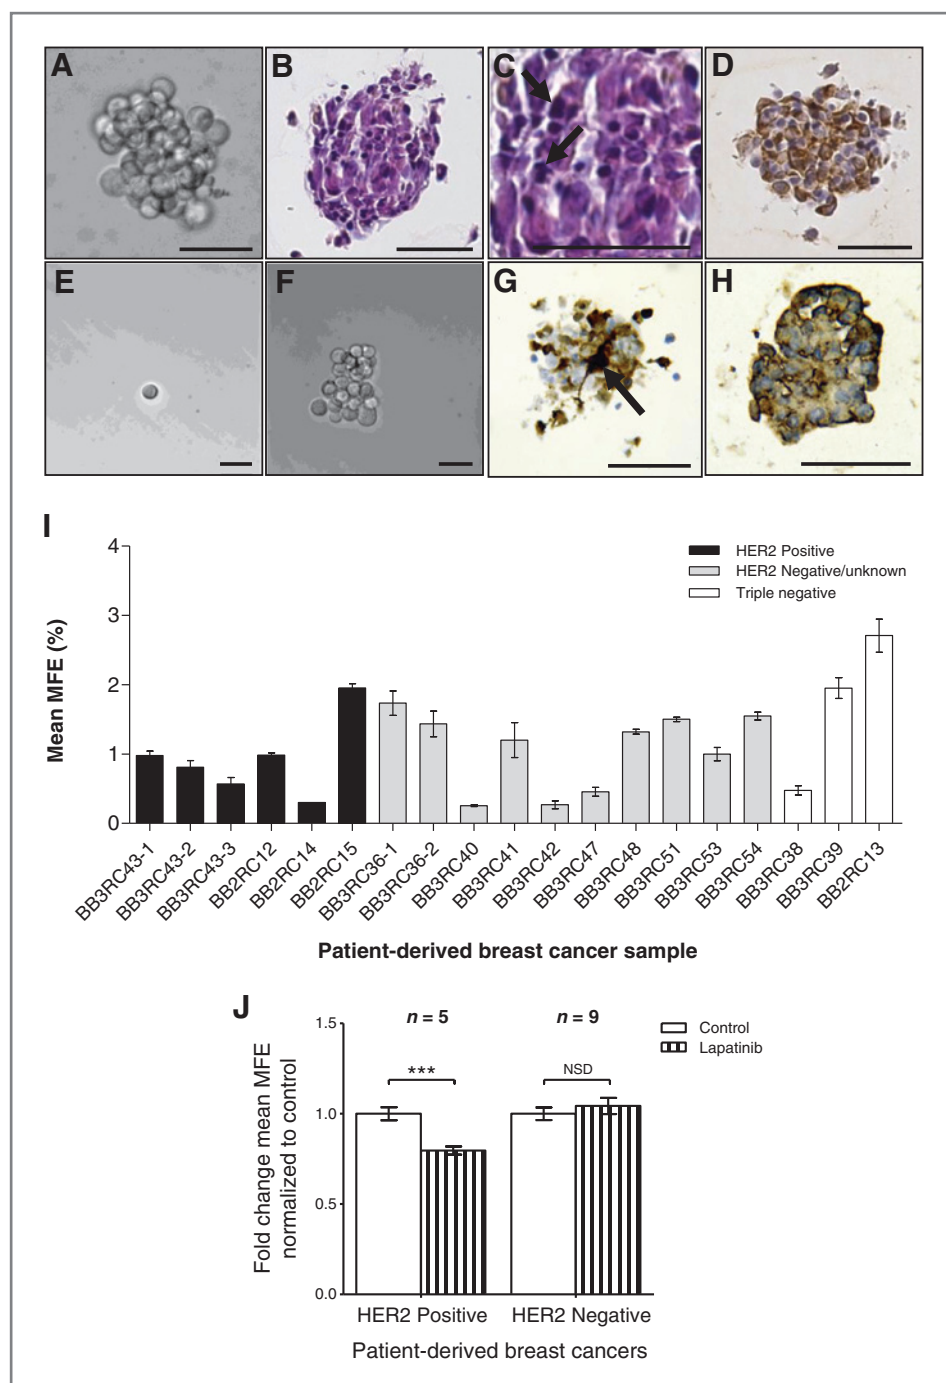 A
B
C
D
E
F
G
H
I
4
3
2
1
0
Mean MFE (%)
HER2 Positive
HER2 Negative/unknown
Triple negative
BB3RC43-1
BB3RC43-2
BB3RC43-3
BB2RC12
BB2RC14
BB2RC15
BB3RC36-1
BB3RC36-2
BB3RC40
BB3RC41
BB3RC42
BB3RC47
BB3RC48
BB3RC51
BB3RC53
BB3RC54
BB3RC38
BB3RC39
BB2RC13
Patient-derived breast cancer sample
J
n = 5
n = 9
Control
Lapatinib
1.5
1.0
0.5
0.0
Fold change mean MFE
normalized to control
***
NSD
HER2 Positive
HER2 Negative
Patient-derived breast cancers